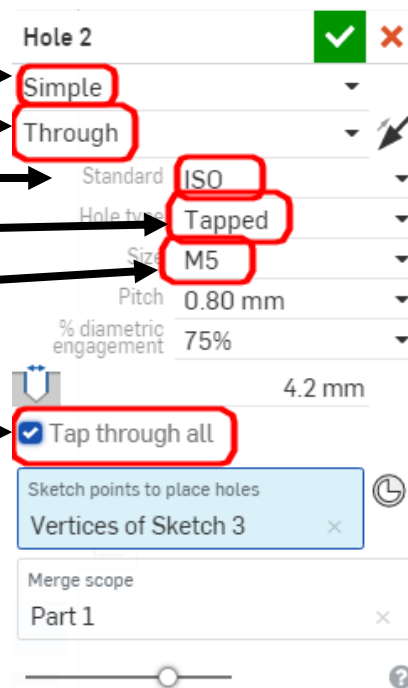 Hole 2
Simple
Through
Standard ISO
Hole type Tapped
Size M5
Pitch 0.80 mm
% diametric
engagement 75%
4.2 mm
Tap through all
Sketch points to place holes
Vertices of Sketch 3
Merge scope
Part 1